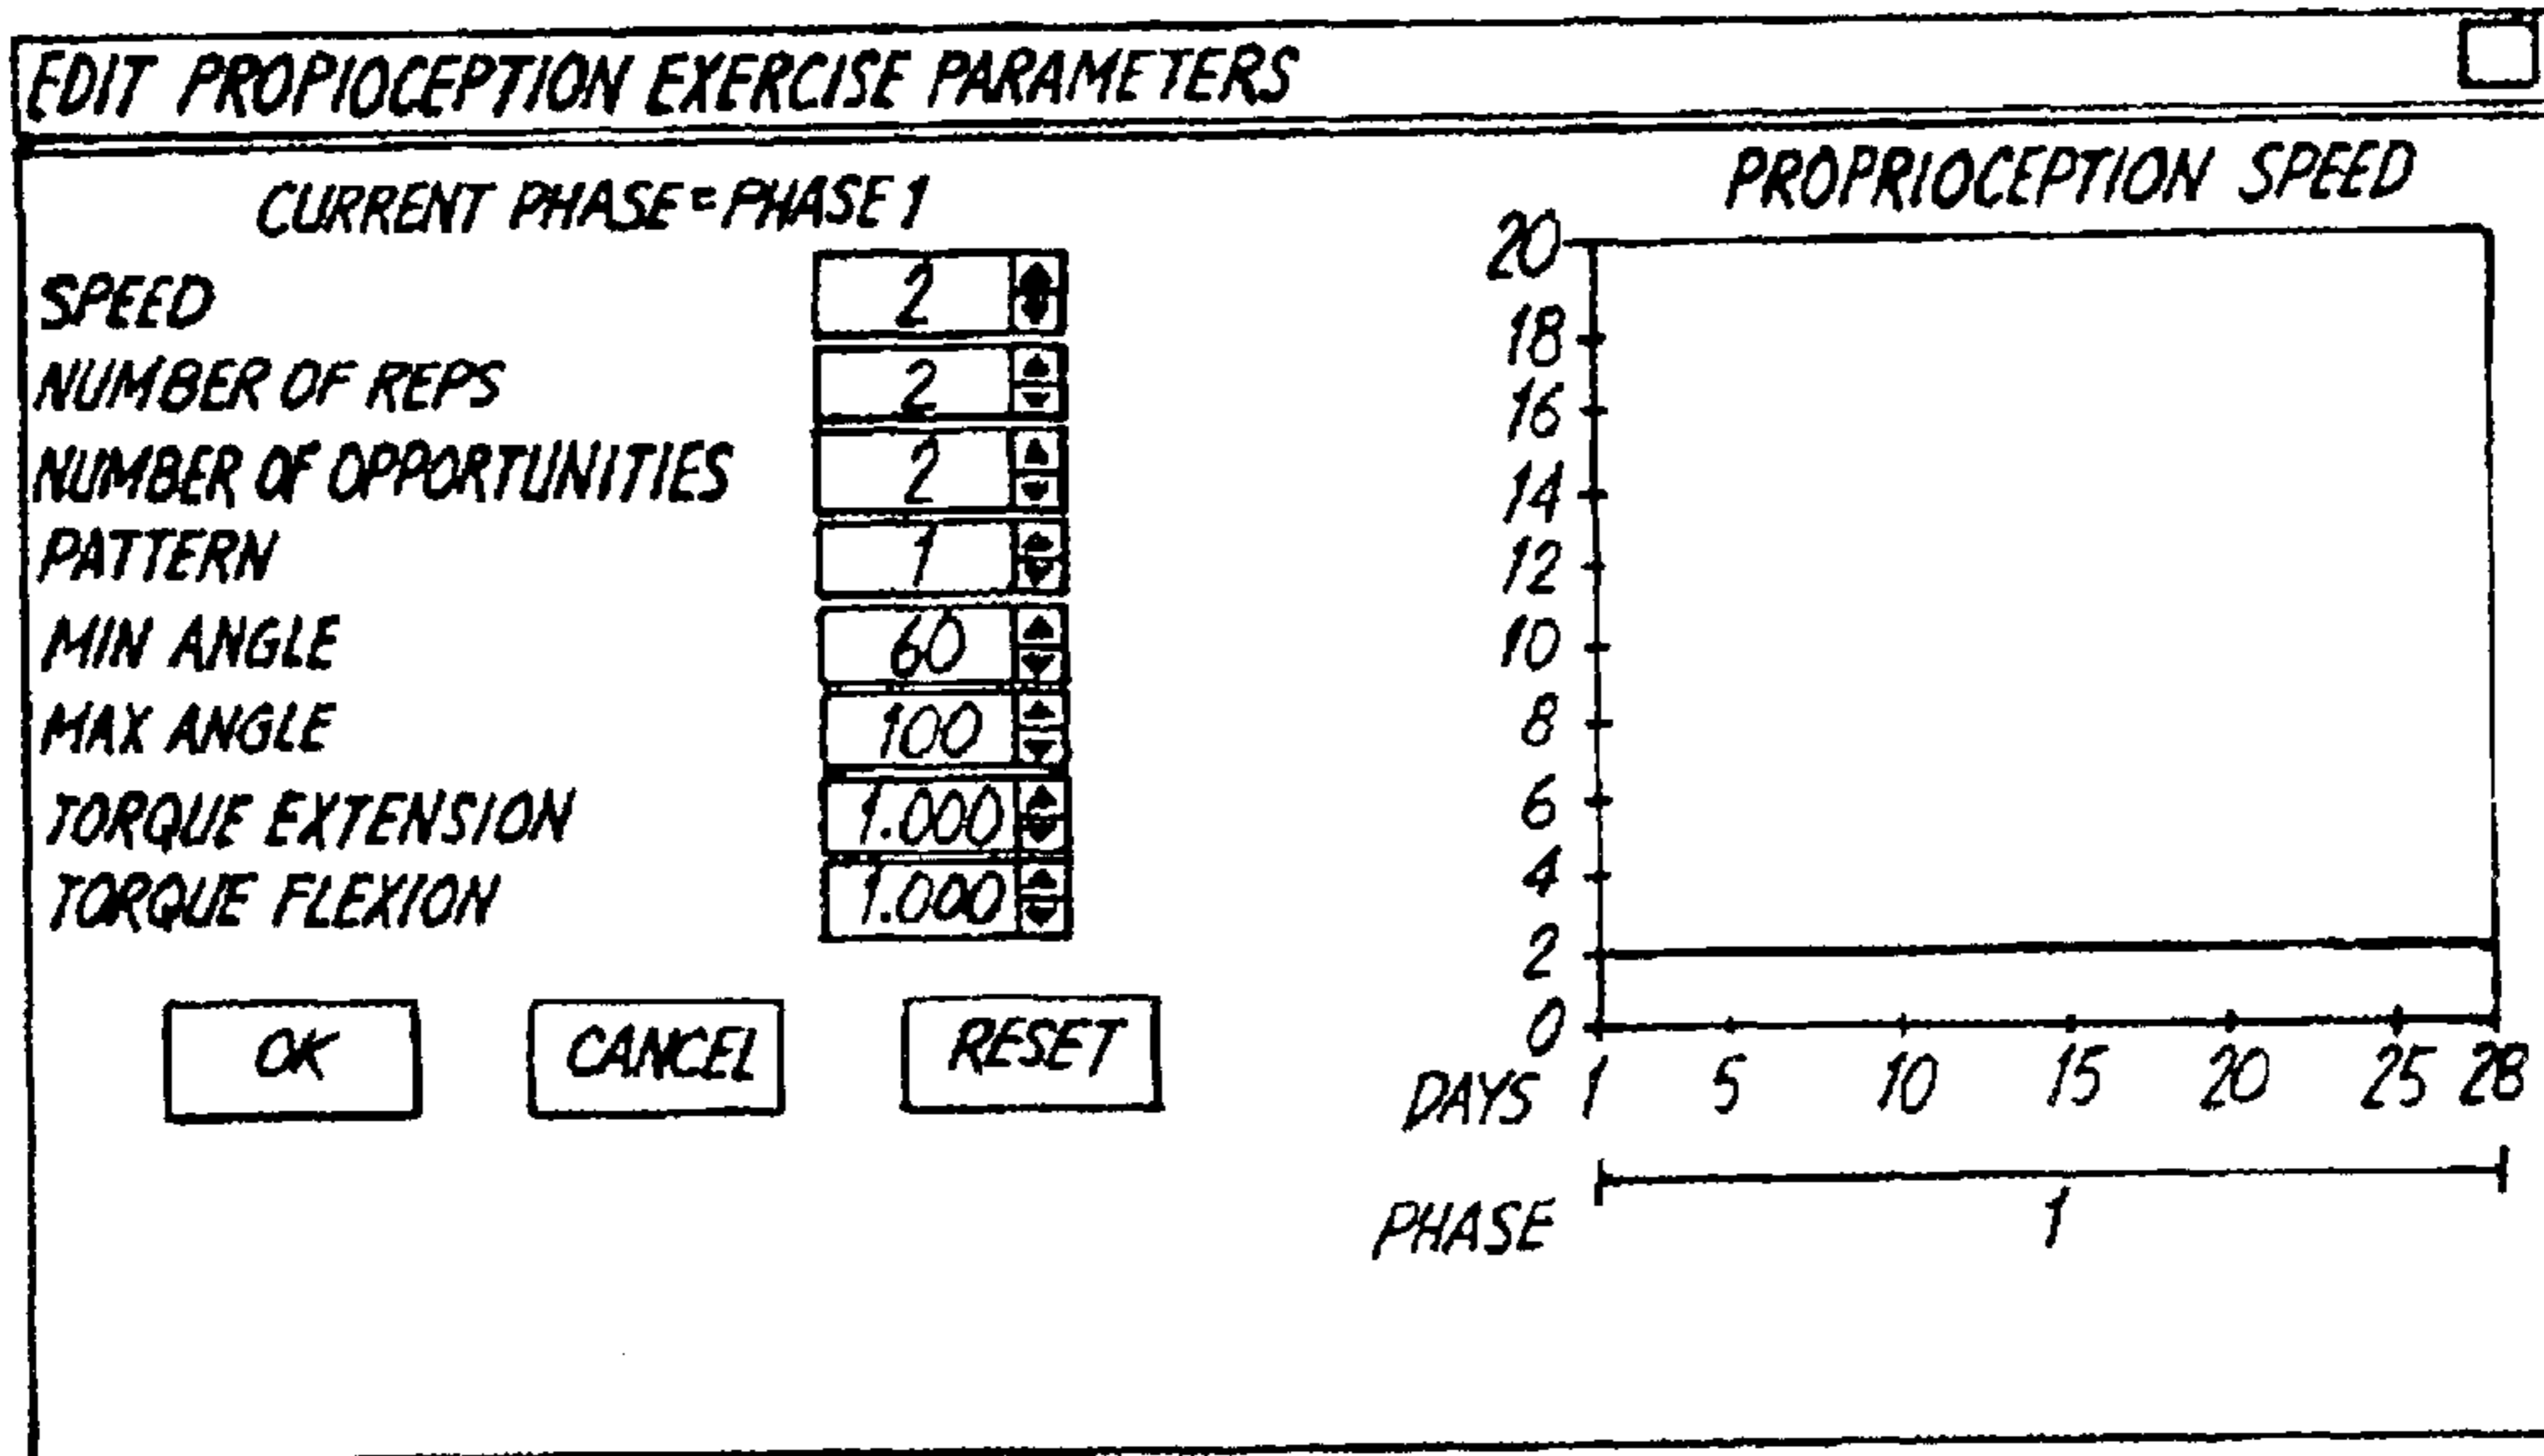 EDIT PROPIOCEPTION EXERCISE PARAMETERS
CURRENT PHASE = PHASE 1
SPEED 2
NUMBER OF REPS 2
NUMBER OF OPPORTUNITIES 2
PATTERN 1
MIN ANGLE 60
MAX ANGLE 100
TORQUE EXTENSION 1.000
TORQUE FLEXION 1.000
OK CANCEL RESET
PROPRIOCEPTION SPEED
20
18
16
14
12
10
8
6
4
2
0
DAYS 1 5 10 15 20 25 28
PHASE 1